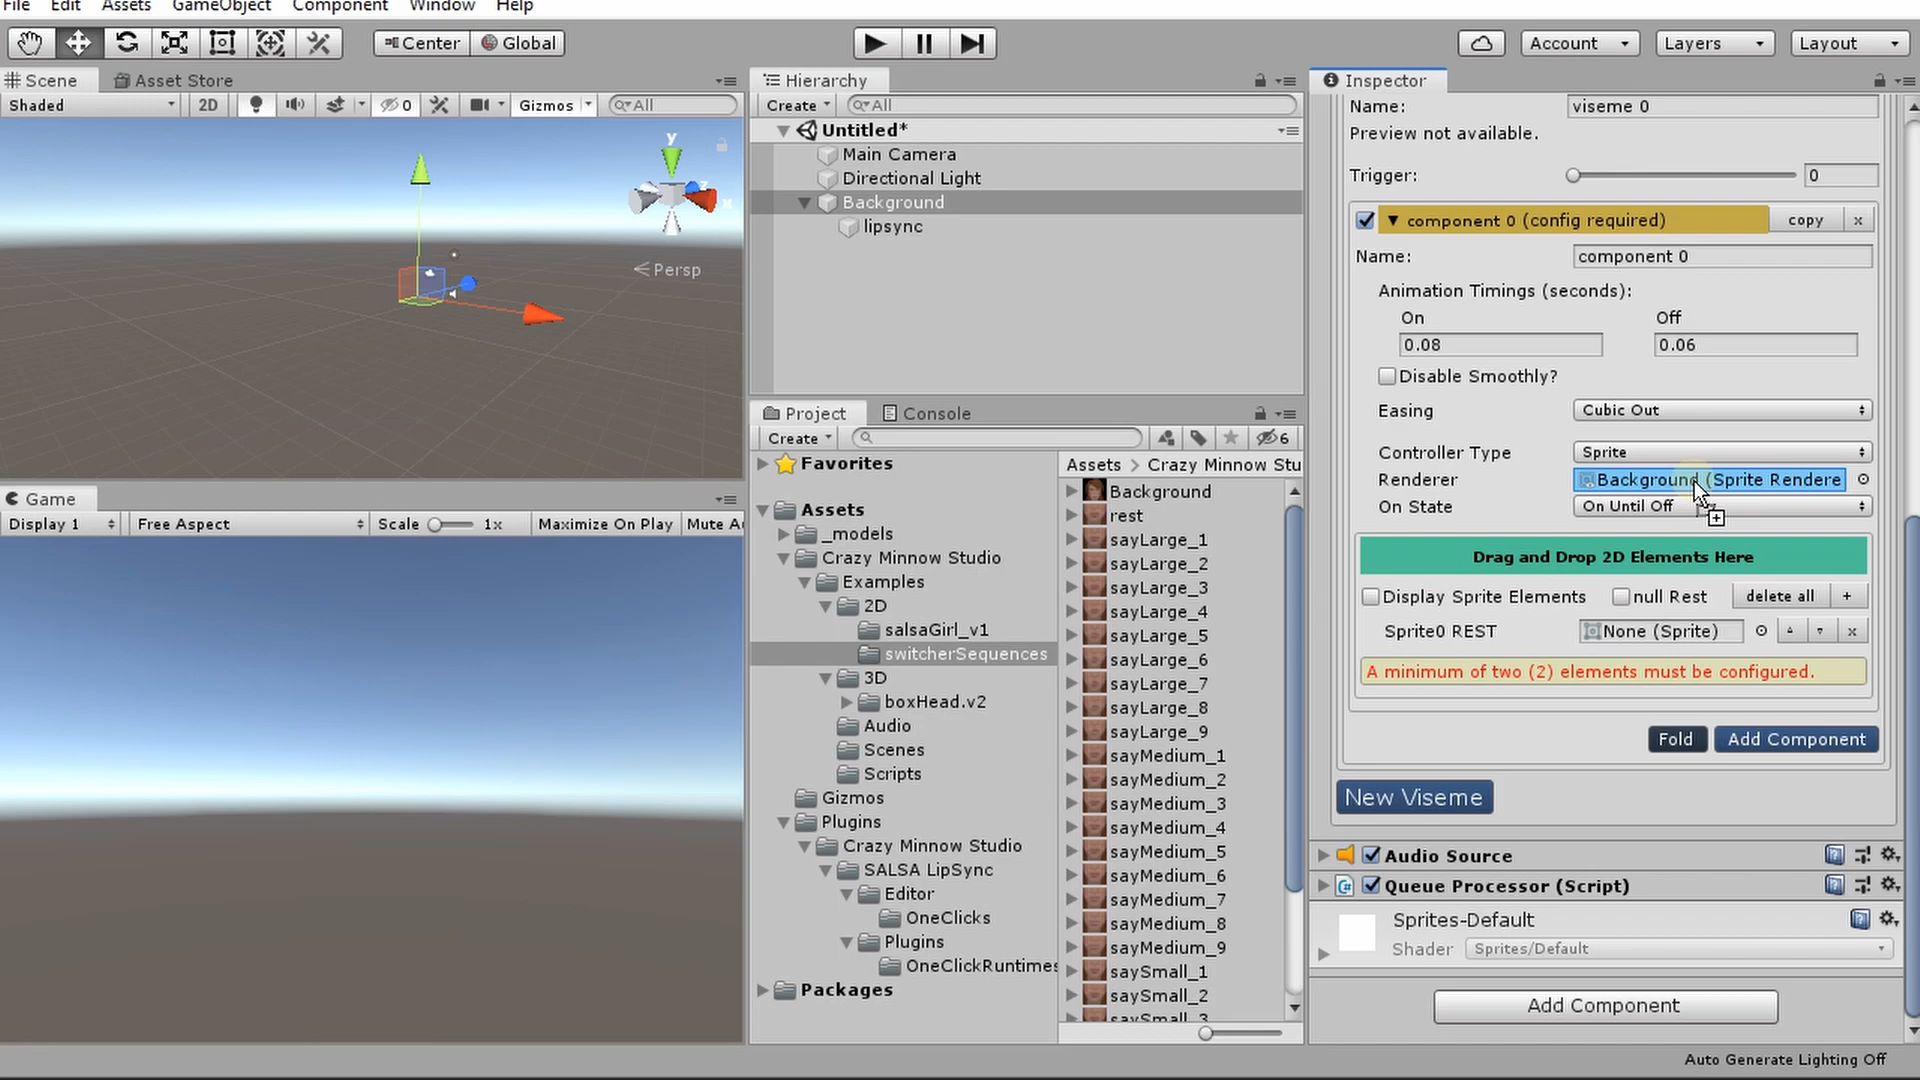 File Edit Assets GameObject Component Window Help
Center Global
Account Layers Layout
Scene Asset Store
Shaded 2D 0 Gizmos All
y
x
Persp
Game
Display 1 Free Aspect Scale 1x Maximize On Play Mute Au
Hierarchy
Create All
Untitled*
Main Camera
Directional Light
Background
lipsync
Project Console
Create 6
Favorites
Assets
_models
Crazy Minnow Studio
Examples
2D
salsaGirl_v1
switcherSequences
3D
boxHead.v2
Audio
Scenes
Scripts
Gizmos
Plugins
Crazy Minnow Studio
SALSA LipSync
Editor
OneClicks
Plugins
OneClickRuntimes
Packages
Assets > Crazy Minnow Stu
Background
rest
sayLarge_1
sayLarge_2
sayLarge_3
sayLarge_4
sayLarge_5
sayLarge_6
sayLarge_7
sayLarge_8
sayLarge_9
sayMedium_1
sayMedium_2
sayMedium_3
sayMedium_4
sayMedium_5
sayMedium_6
sayMedium_7
sayMedium_8
sayMedium_9
saySmall_1
saySmall_2
saySmall_3
Inspector
Name: viseme 0
Preview not available.
Trigger: 0
component 0 (config required) copy x
Name: component 0
Animation Timings (seconds):
On Off
0.08 0.06
Disable Smoothly?
Easing Cubic Out
Controller Type Sprite
Renderer Background (Sprite Rendere
On State On Until Off
Drag and Drop 2D Elements Here
Display Sprite Elements null Rest delete all +
Sprite0 REST None (Sprite) x
A minimum of two (2) elements must be configured.
Fold Add Component
New Viseme
Audio Source
Queue Processor (Script)
Sprites-Default
Shader Sprites/Default
Add Component
Auto Generate Lighting Off